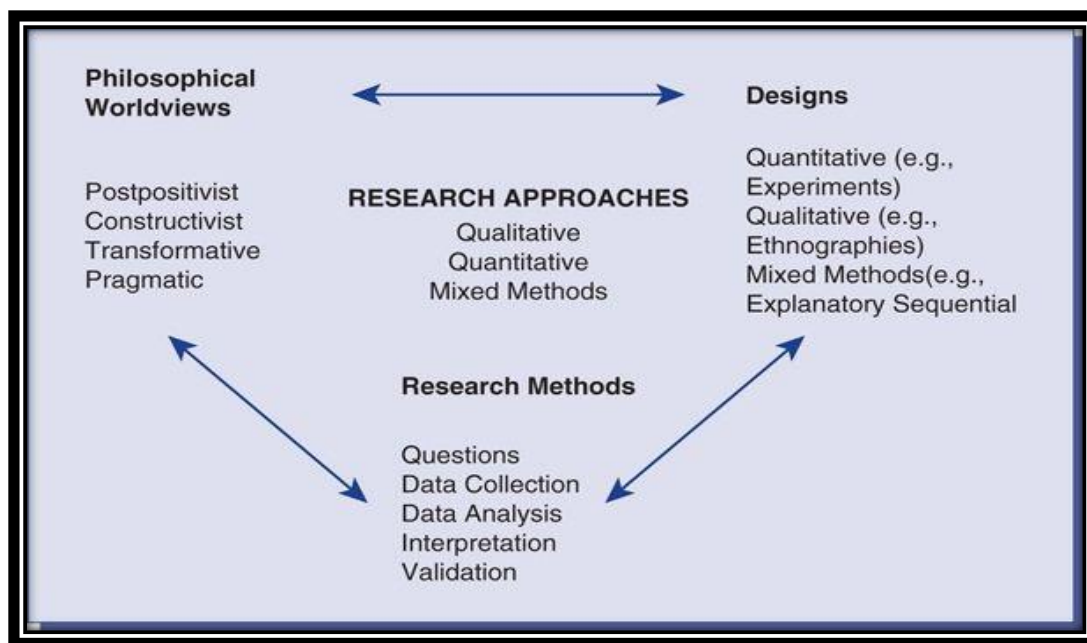 Philosophical
Worldviews
Postpositivist
Constructivist
Transformative
Pragmatic
RESEARCH APPROACHES
Qualitative
Quantitative
Mixed Methods
Designs
Quantitative (e.g.,
Experiments)
Qualitative (e.g.,
Ethnographies)
Mixed Methods(e.g.,
Explanatory Sequential
Research Methods
Questions
Data Collection
Data Analysis
Interpretation
Validation